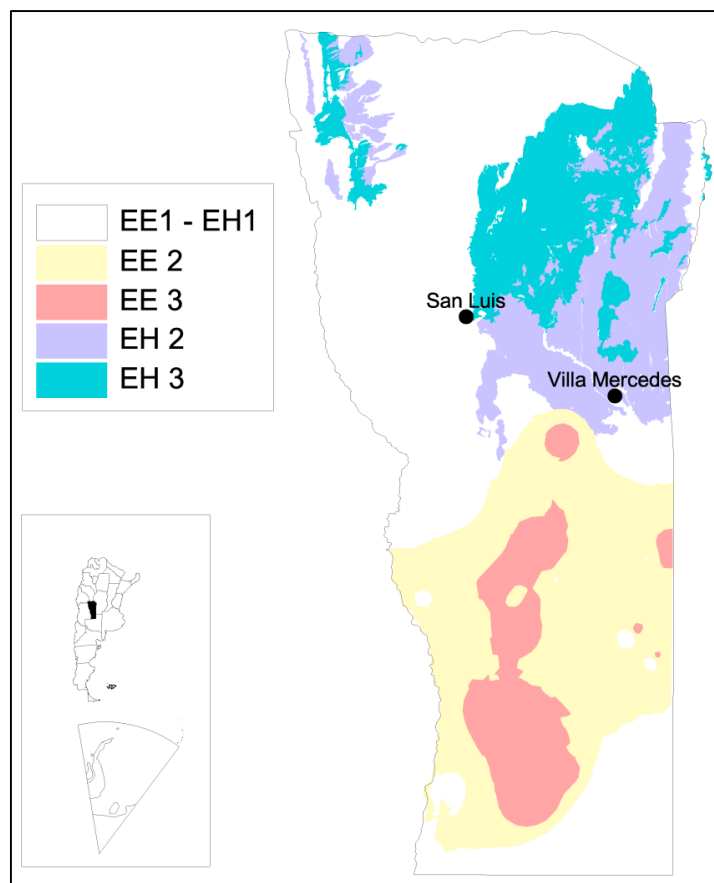 EE1 - EH1
EE 2
EE 3
EH 2
EH 3
San Luis
Villa Mercedes